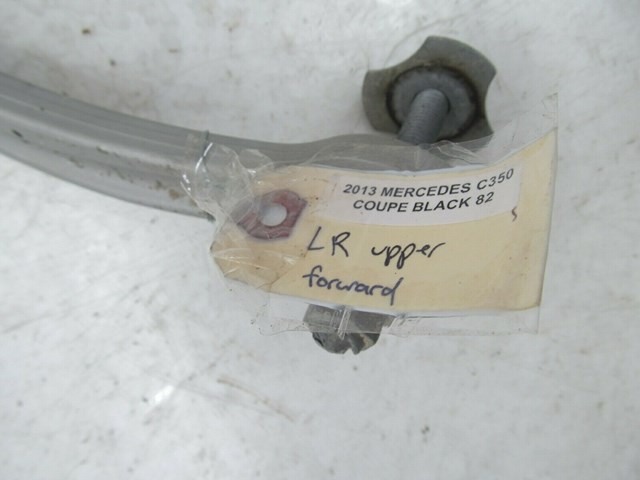 2013 MERCEDES C350
COUPE BLACK 82
LR upper
forward